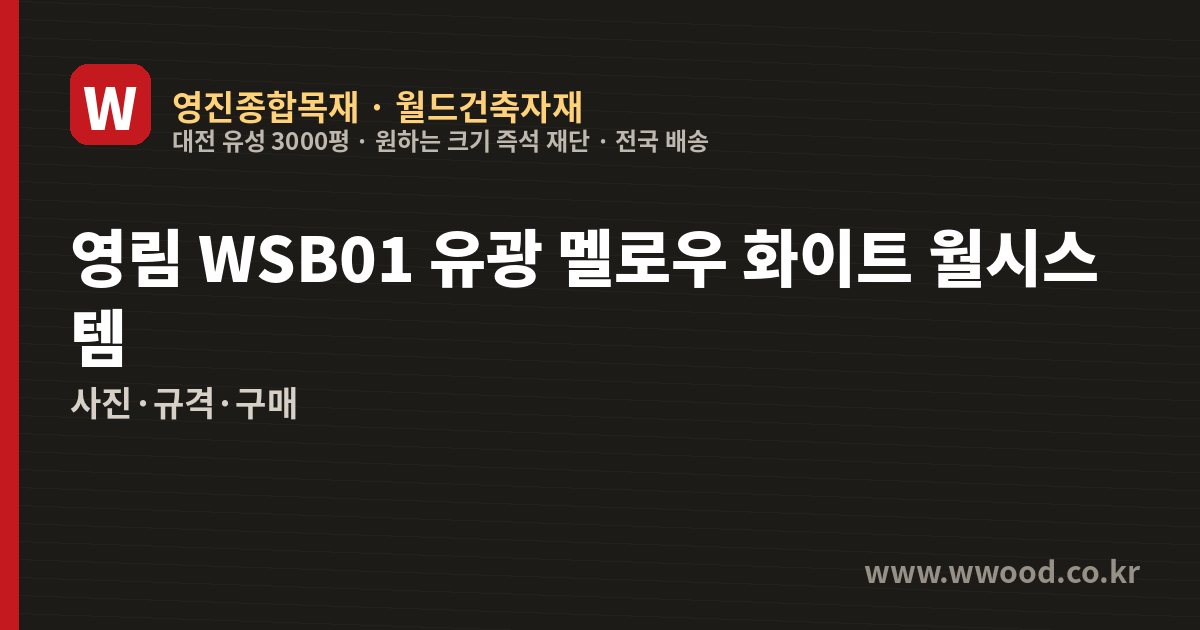 W
영진종합목재 · 월드건축자재
대전 유성 3000평 · 원하는 크기 즉석 재단 · 전국 배송
영림 WSB01 유광 멜로우 화이트 월시스
템
사진·규격·구매
www.wwood.co.kr